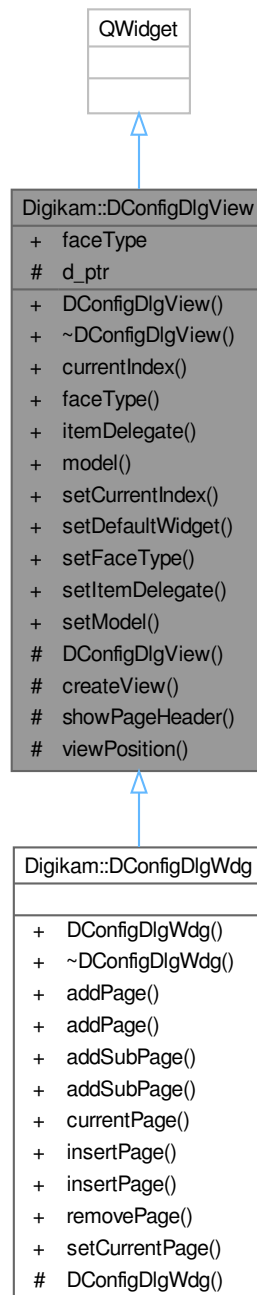 QWidget
Digikam::DConfigDlgView
+ faceType
# d_ptr
+ DConfigDlgView()
+ ~DConfigDlgView()
+ currentIndex()
+ faceType()
+ itemDelegate()
+ model()
+ setCurrentIndex()
+ setDefaultWidget()
+ setFaceType()
+ setItemDelegate()
+ setModel()
# DConfigDlgView()
# createView()
# showPageHeader()
# viewPosition()
Digikam::DConfigDlgWdg
+ DConfigDlgWdg()
+ ~DConfigDlgWdg()
+ addPage()
+ addPage()
+ addSubPage()
+ addSubPage()
+ currentPage()
+ insertPage()
+ insertPage()
+ removePage()
+ setCurrentPage()
# DConfigDlgWdg()